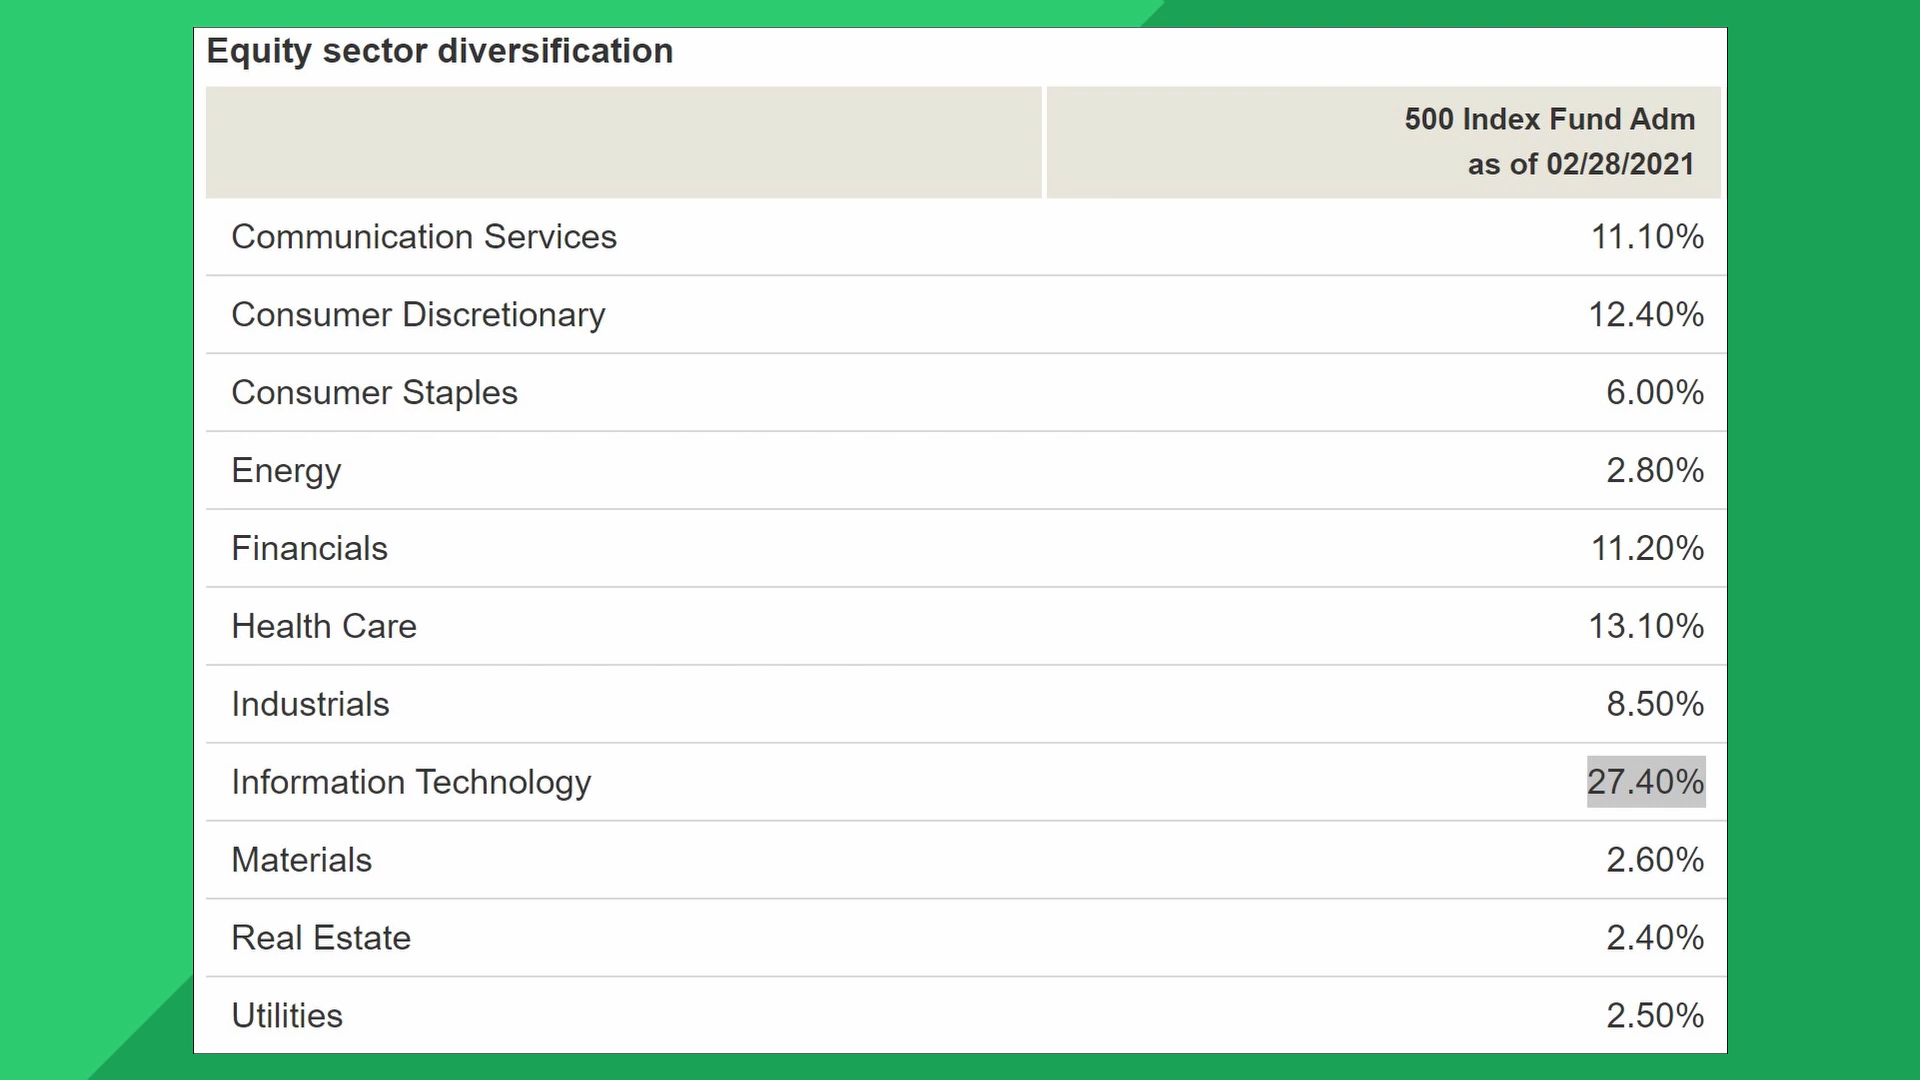 Equity sector diversification
500 Index Fund Adm
as of 02/28/2021
Communication Services 11.10%
Consumer Discretionary 12.40%
Consumer Staples 6.00%
Energy 2.80%
Financials 11.20%
Health Care 13.10%
Industrials 8.50%
Information Technology 27.40%
Materials 2.60%
Real Estate 2.40%
Utilities 2.50%